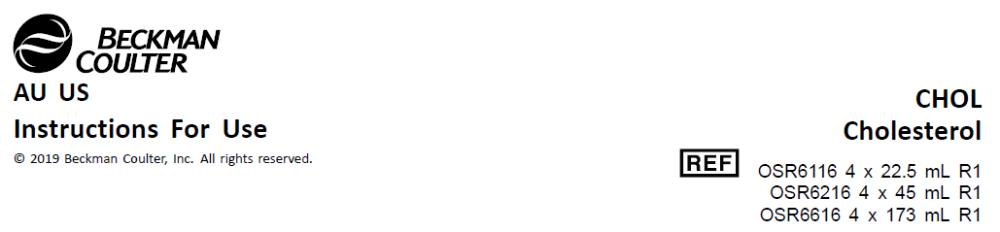 BECKMAN
COULTER
AU US
Instructions For Use
© 2019 Beckman Coulter, Inc. All rights reserved.
CHOL
Cholesterol
REF
OSR6116 4 x 22.5 mL R1
OSR6216 4 x 45 mL R1
OSR6616 4 x 173 mL R1